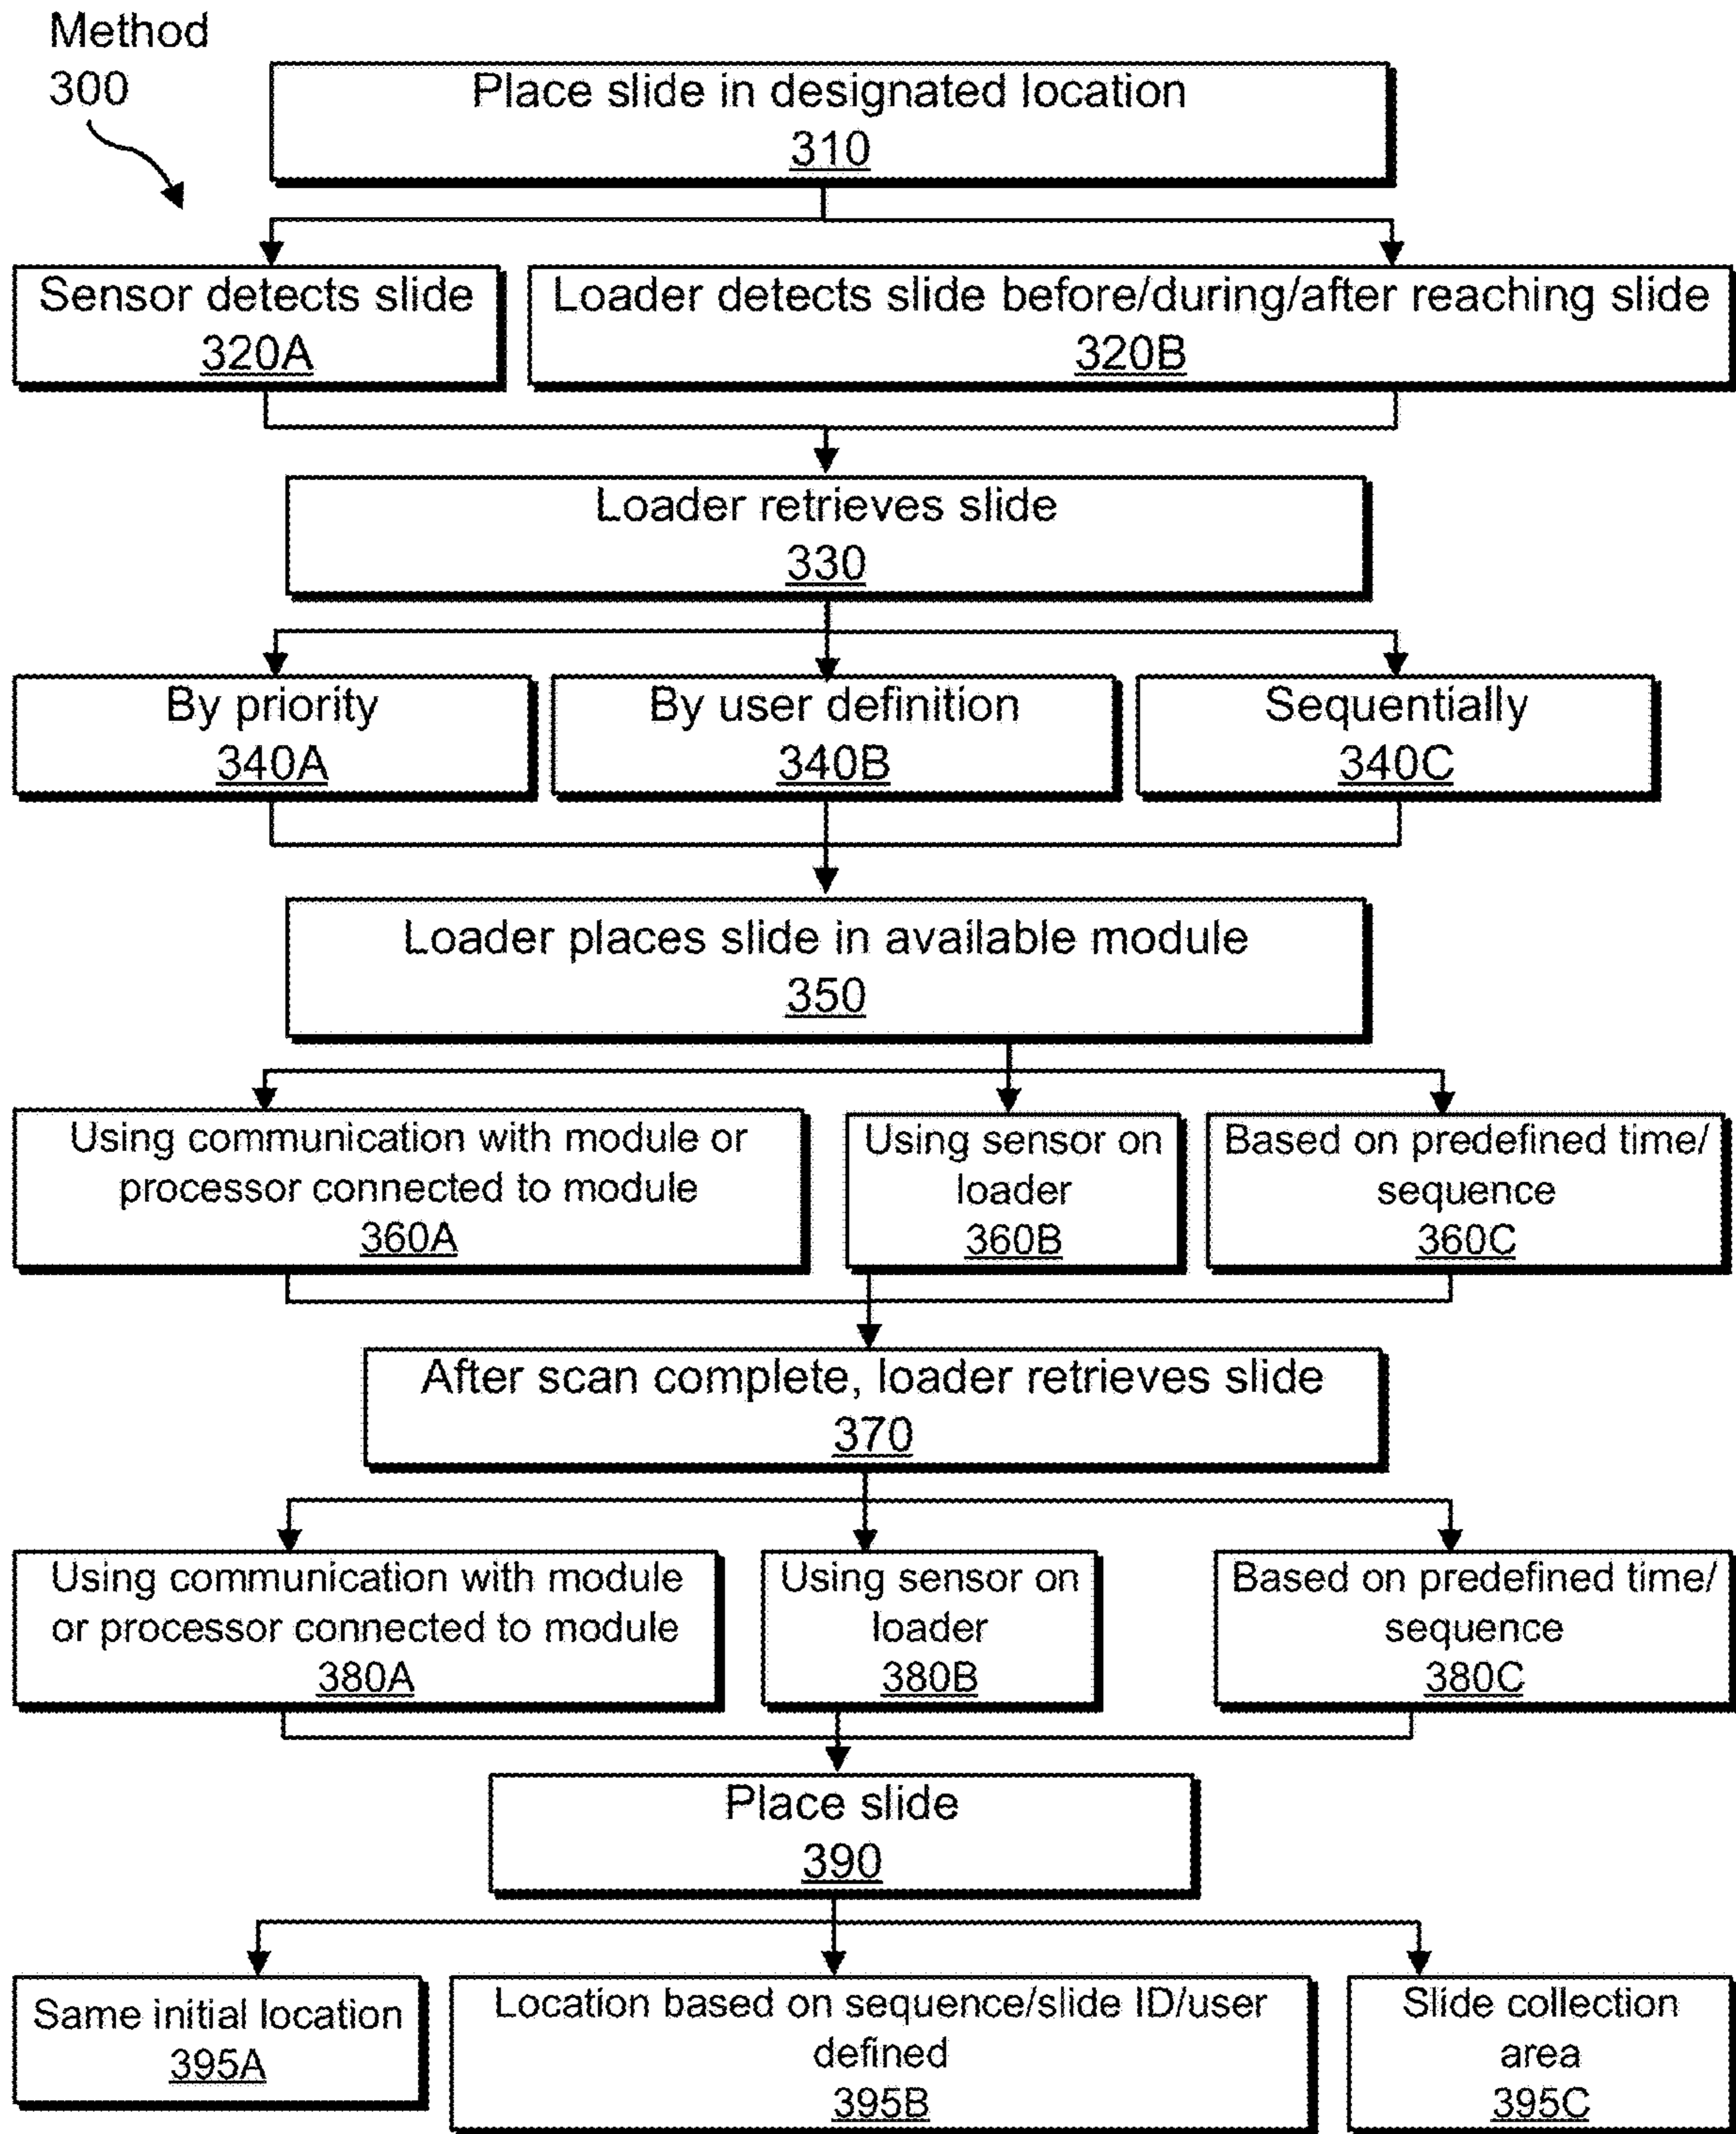 Method
300
Place slide in designated location
310
Sensor detects slide
320A
Loader detects slide before/during/after reaching slide
320B
Loader retrieves slide
330
By priority
340A
By user definition
340B
Sequentially
340C
Loader places slide in available module
350
Using communication with module or
processor connected to module
360A
Using sensor on
loader
360B
Based on predefined time/
sequence
360C
After scan complete, loader retrieves slide
370
Using communication with module
or processor connected to module
380A
Using sensor on
loader
380B
Based on predefined time/
sequence
380C
Place slide
390
Same initial location
395A
Location based on sequence/slide ID/user
defined
395B
Slide collection
area
395C